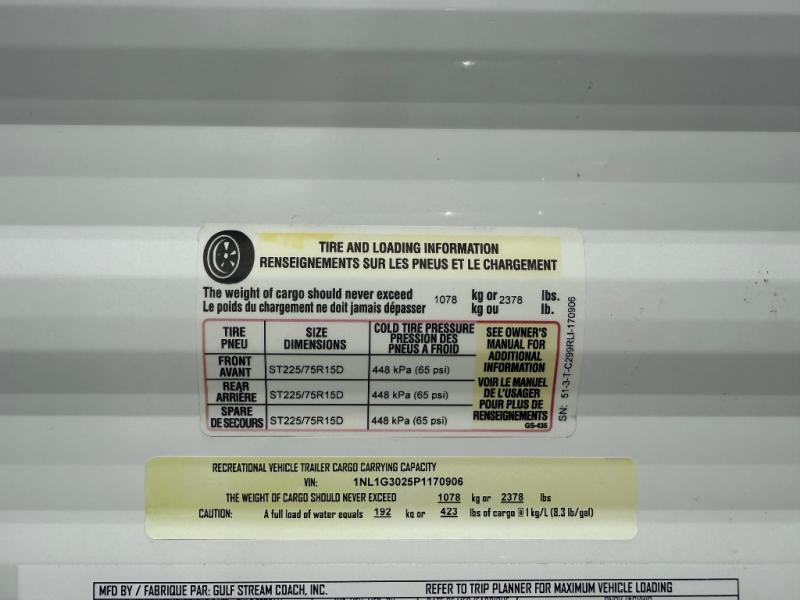 TIRE AND LOADING INFORMATION
RENSEIGNEMENTS SUR LES PNEUS ET LE CHARGEMENT
The weight of cargo should never exceed 1078 kg or 2378 lbs.
Le poids du chargement ne doit jamais dépasser kg ou lb.
TIRE PNEU
SIZE DIMENSIONS
COLD TIRE PRESSURE
PRESSION DES
PNEUS A FROID
SEE OWNER'S
MANUAL FOR
ADDITIONAL
INFORMATION
VOIR LE MANUEL
DE L'USAGER
POUR PLUS DE
RENSEIGNEMENTS
GS-435
FRONT AVANT ST225/75R15D 448 kPa (65 psi)
REAR ARRIÈRE ST225/75R15D 448 kPa (65 psi)
SPARE DE SECOURS ST225/75R15D 448 kPa (65 psi)
SN: 51-3-T-C299RLI-170906
RECREATIONAL VEHICLE TRAILER CARGO CARRYING CAPACITY
VIN: 1NL1G3025P1170906
THE WEIGHT OF CARGO SHOULD NEVER EXCEED 1078 kg or 2378 lbs
CAUTION: A full load of water equals 192 kg or 423 lbs of cargo @ 1 kg/L (8.3 lb/gal)
MFD BY / FABRIQUE PAR: GULF STREAM COACH, INC. REFER TO TRIP PLANNER FOR MAXIMUM VEHICLE LOADING